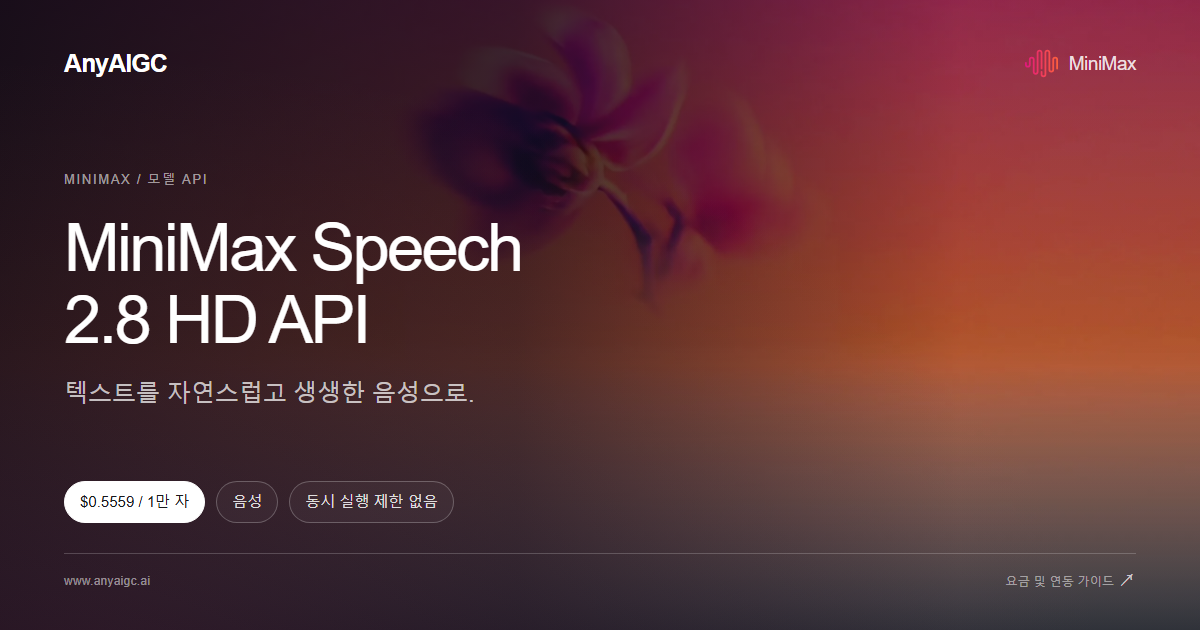 AnyAIGC
MiniMax
MINIMAX / 모델 API
MiniMax Speech
2.8 HD API
텍스트를 자연스럽고 생생한 음성으로.
$0.5559 / 1만 자
음성
동시 실행 제한 없음
www.anyaigc.ai
요금 및 연동 가이드 ↗